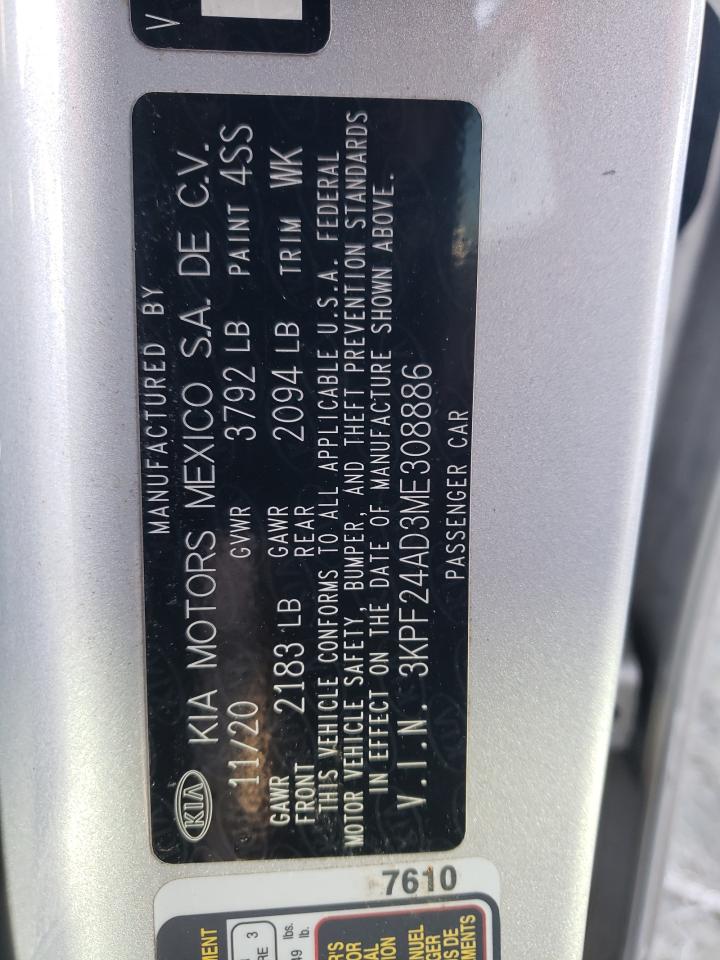 MANUFACTURED BY
KIA KIA MOTORS MEXICO S.A. DE C.V.
11/20 GVWR 3792 LB PAINT 4SS
GAWR FRONT 2183 LB GAWR REAR 2094 LB TRIM WK
THIS VEHICLE CONFORMS TO ALL APPLICABLE U.S.A. FEDERAL
MOTOR VEHICLE SAFETY, BUMPER, AND THEFT PREVENTION STANDARDS
IN EFFECT ON THE DATE OF MANUFACTURE SHOWN ABOVE.
V.I.N. 3KPF24AD3ME308886
PASSENGER CAR
7610
V